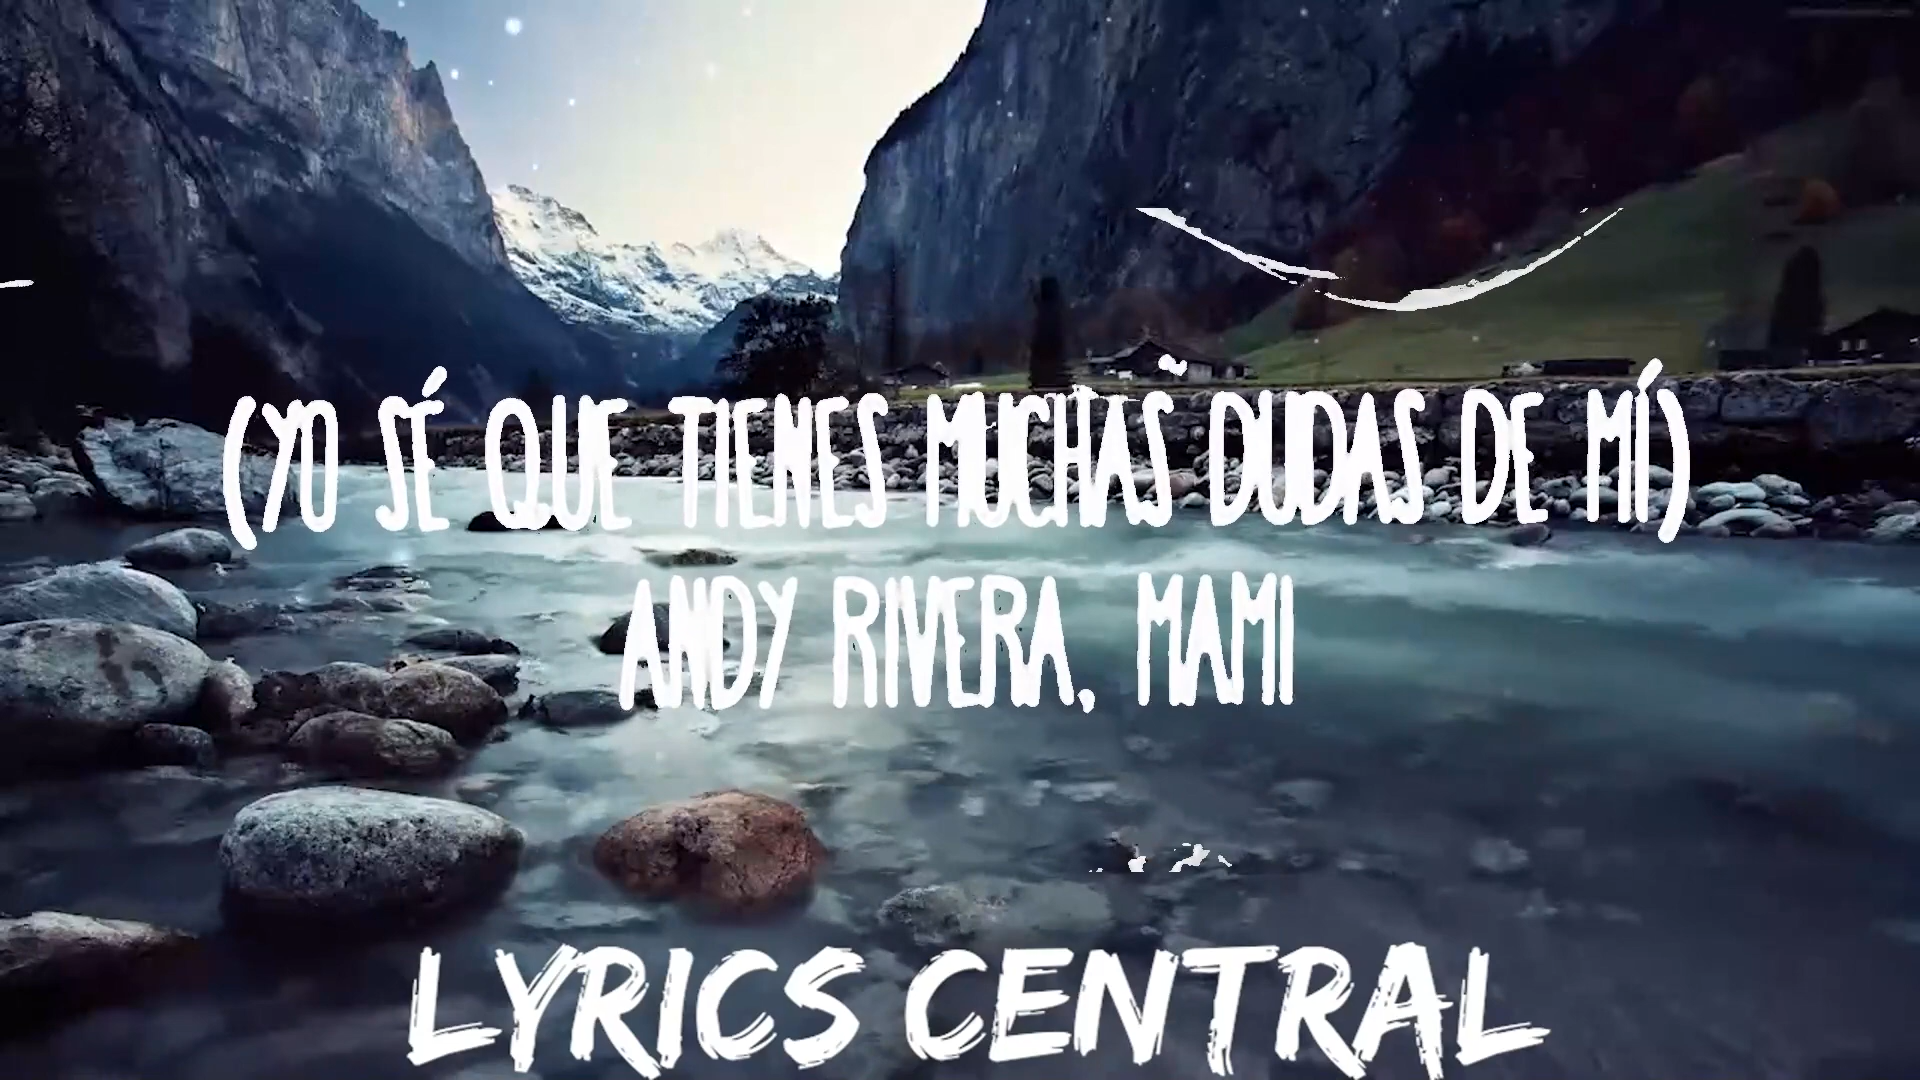 (YO SÉ QUE TIENES MUCHAS DUDAS DE MÍ)
ANDY RIVERA, MAMI
LYRICS CENTRAL